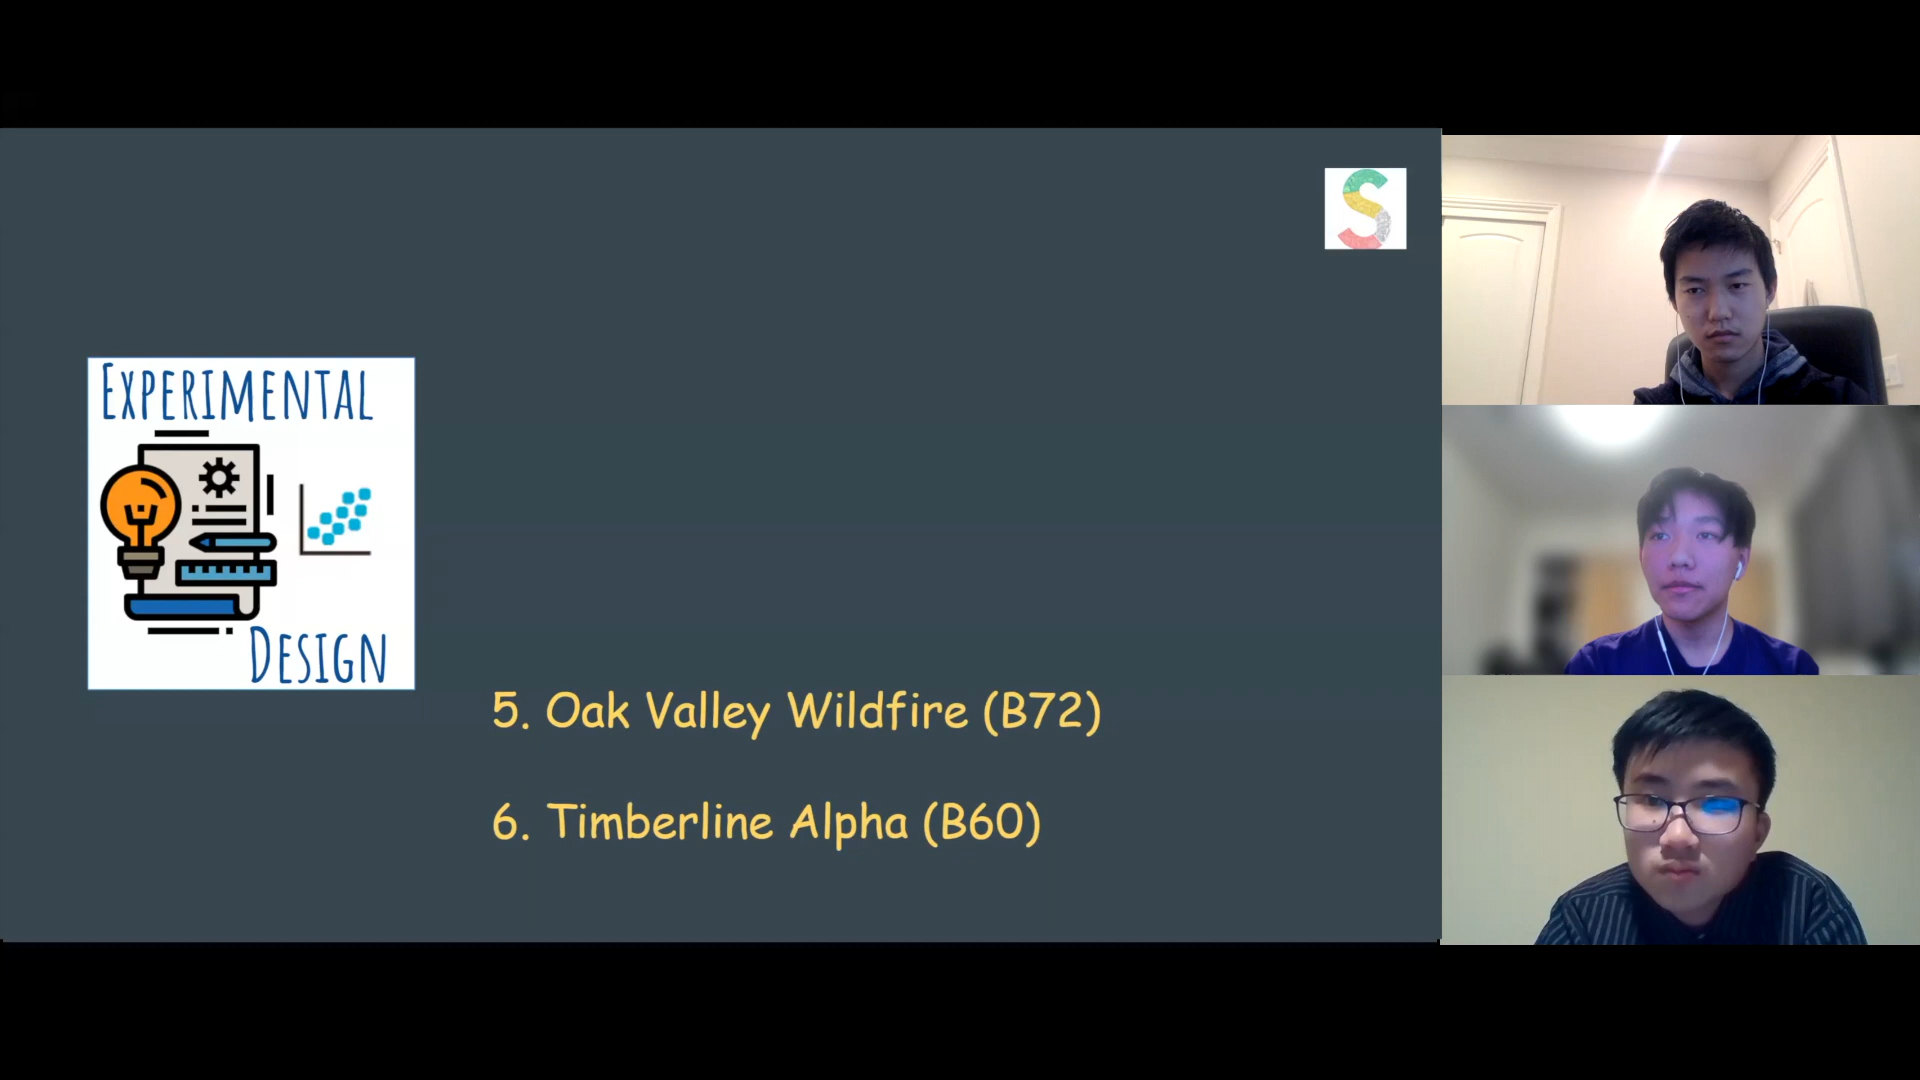 EXPERIMENTAL
DESIGN
5. Oak Valley Wildfire (B72)
6. Timberline Alpha (B60)